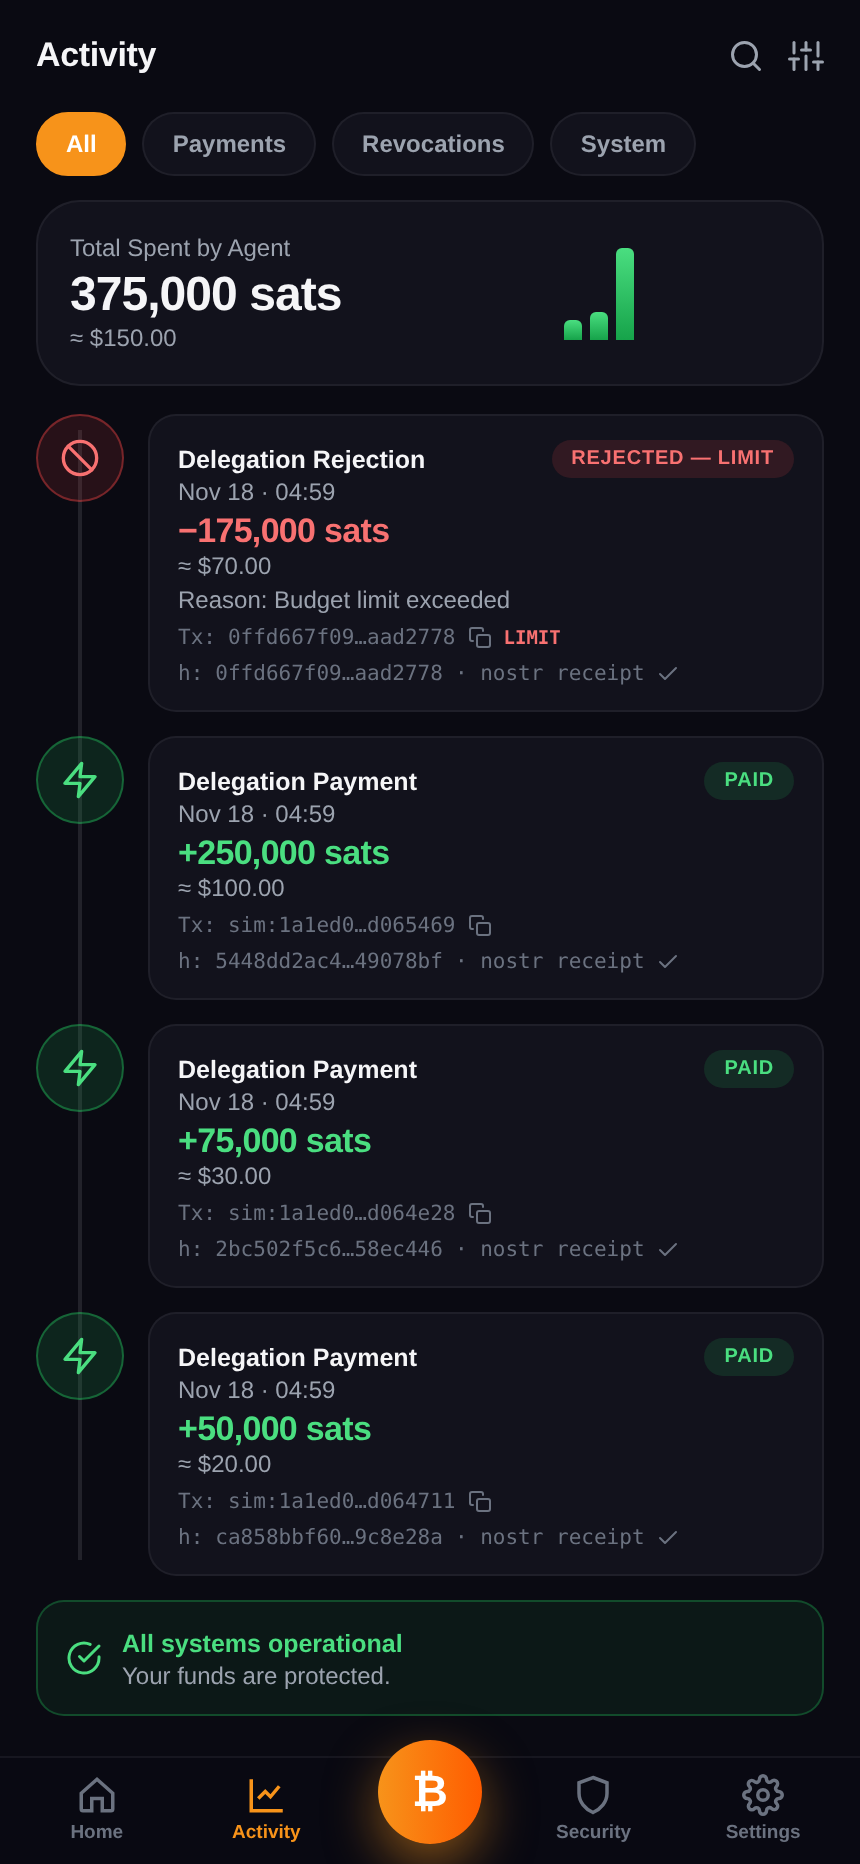 Activity
All
Payments
Revocations
System
Total Spent by Agent
375,000 sats
≈ $150.00
Delegation Rejection
REJECTED — LIMIT
Nov 18 · 04:59
−175,000 sats
≈ $70.00
Reason: Budget limit exceeded
Tx: 0ffd667f09…aad2778 LIMIT
h: 0ffd667f09…aad2778 · nostr receipt ✓
Delegation Payment
PAID
Nov 18 · 04:59
+250,000 sats
≈ $100.00
Tx: sim:1a1ed0…d065469
h: 5448dd2ac4…49078bf · nostr receipt ✓
Delegation Payment
PAID
Nov 18 · 04:59
+75,000 sats
≈ $30.00
Tx: sim:1a1ed0…d064e28
h: 2bc502f5c6…58ec446 · nostr receipt ✓
Delegation Payment
PAID
Nov 18 · 04:59
+50,000 sats
≈ $20.00
Tx: sim:1a1ed0…d064711
h: ca858bbf60…9c8e28a · nostr receipt ✓
All systems operational
Your funds are protected.
₿
Home
Activity
Security
Settings